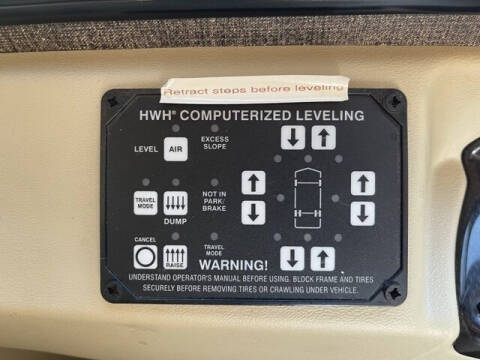 Retract steps before leveling
HWH® COMPUTERIZED LEVELING
LEVEL AIR
EXCESS
SLOPE
TRAVEL
MODE
DUMP
NOT IN
PARK/
BRAKE
CANCEL
RAISE
TRAVEL
MODE
WARNING!
UNDERSTAND OPERATOR'S MANUAL BEFORE USING. BLOCK FRAME AND TIRES
SECURELY BEFORE REMOVING TIRES OR CRAWLING UNDER VEHICLE.